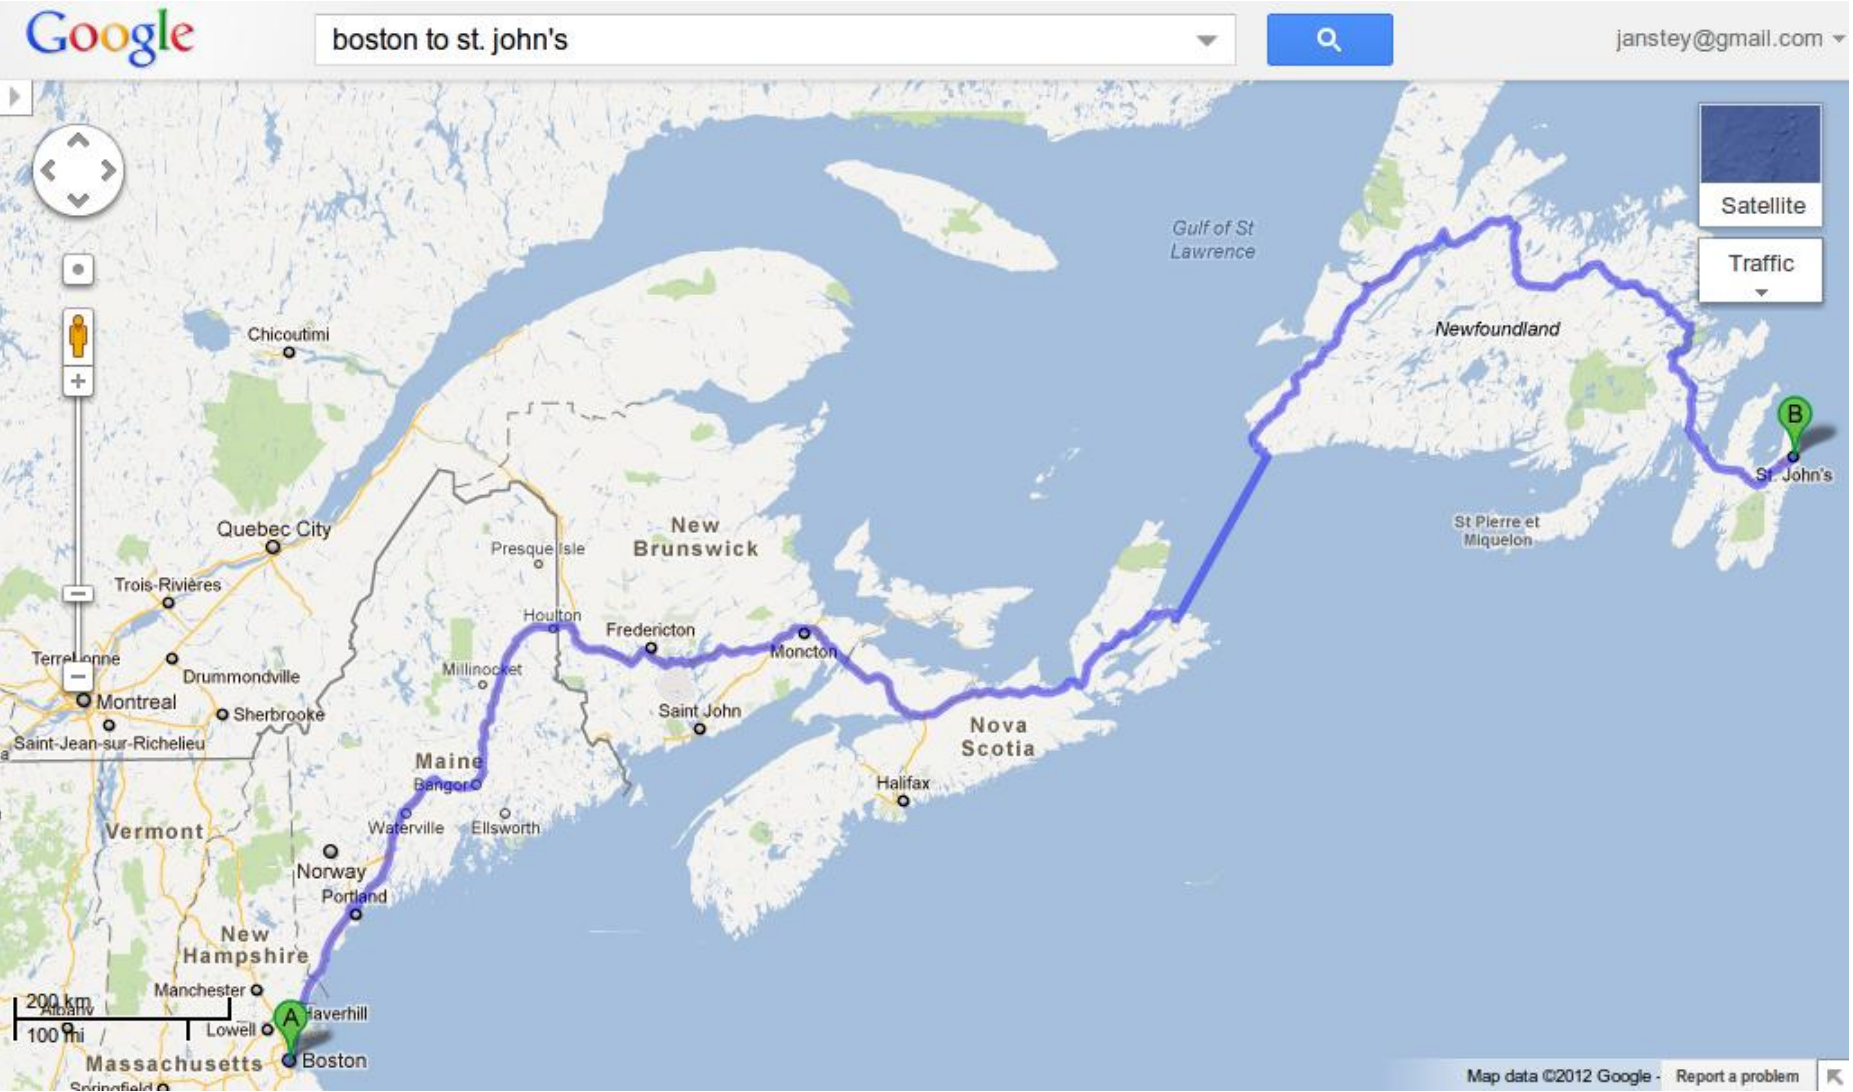 Google
boston to st. john's
janstey@gmail.com
Satellite
Traffic
Gulf of St
Lawrence
Newfoundland
Chicoutimi
B
St. John's
Quebec City
New
Brunswick
St Pierre et
Miquelon
Presque Isle
Trois-Rivières
Houlton
Fredericton
Moncton
Terrebonne
Drummondville
Millinocket
Montreal
Sherbrooke
Saint John
Saint-Jean-sur-Richelieu
Nova
Scotia
Maine
Bangor
Halifax
Vermont
Waterville
Ellsworth
Norway
Portland
New
Hampshire
Manchester
200 km
Albany
A
Haverhill
100 mi
Lowell
Boston
Massachusetts
Springfield
Map data ©2012 Google -
Report a problem